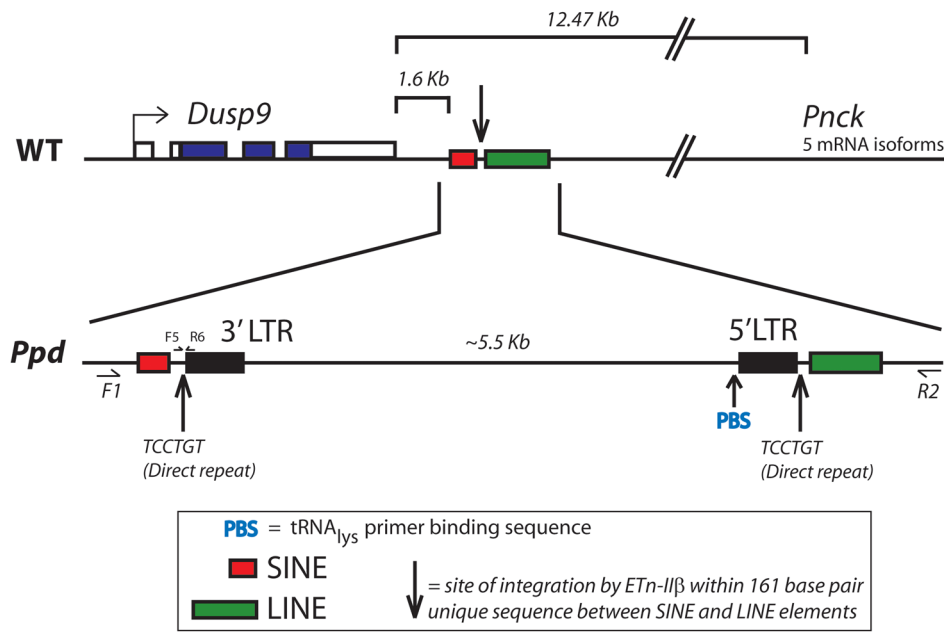 12.47 Kb
1.6 Kb
Dusp9
Pnck
WT
5 mRNA isoforms
F5 R6
3' LTR
~5.5 Kb
5'LTR
Ppd
F1
R2
PBS
TCCTGT
(Direct repeat)
TCCTGT
(Direct repeat)
PBS = tRNAlys primer binding sequence
SINE
LINE
= site of integration by ETn-IIβ within 161 base pair
unique sequence between SINE and LINE elements